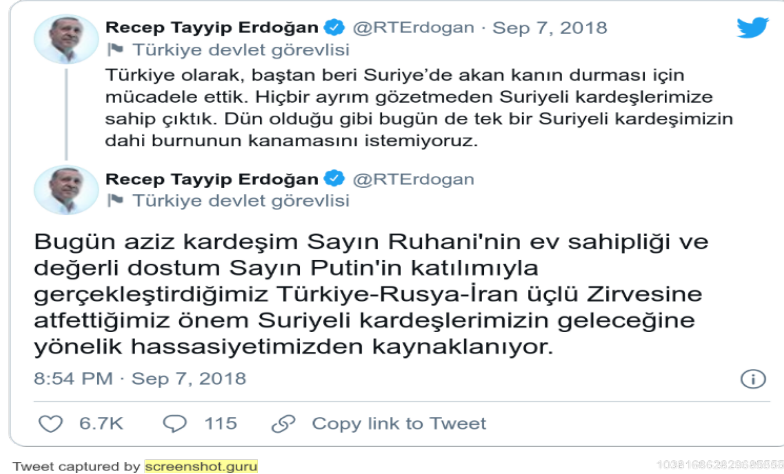 Recep Tayyip Erdoğan @RTErdogan · Sep 7, 2018
Türkiye devlet görevlisi
Türkiye olarak, baştan beri Suriye’de akan kanın durması için
mücadele ettik. Hiçbir ayrım gözetmeden Suriyeli kardeşlerimize
sahip çıktık. Dün olduğu gibi bugün de tek bir Suriyeli kardeşimizin
dahi burnunun kanamasını istemiyoruz.
Recep Tayyip Erdoğan @RTErdogan
Türkiye devlet görevlisi
Bugün aziz kardeşim Sayın Ruhani'nin ev sahipliği ve
değerli dostum Sayın Putin'in katılımıyla
gerçekleştirdiğimiz Türkiye-Rusya-İran üçlü Zirvesine
atfettiğimiz önem Suriyeli kardeşlerimizin geleceğine
yönelik hassasiyetimizden kaynaklanıyor.
8:54 PM · Sep 7, 2018
6.7K 115 Copy link to Tweet
Tweet captured by screenshot.guru